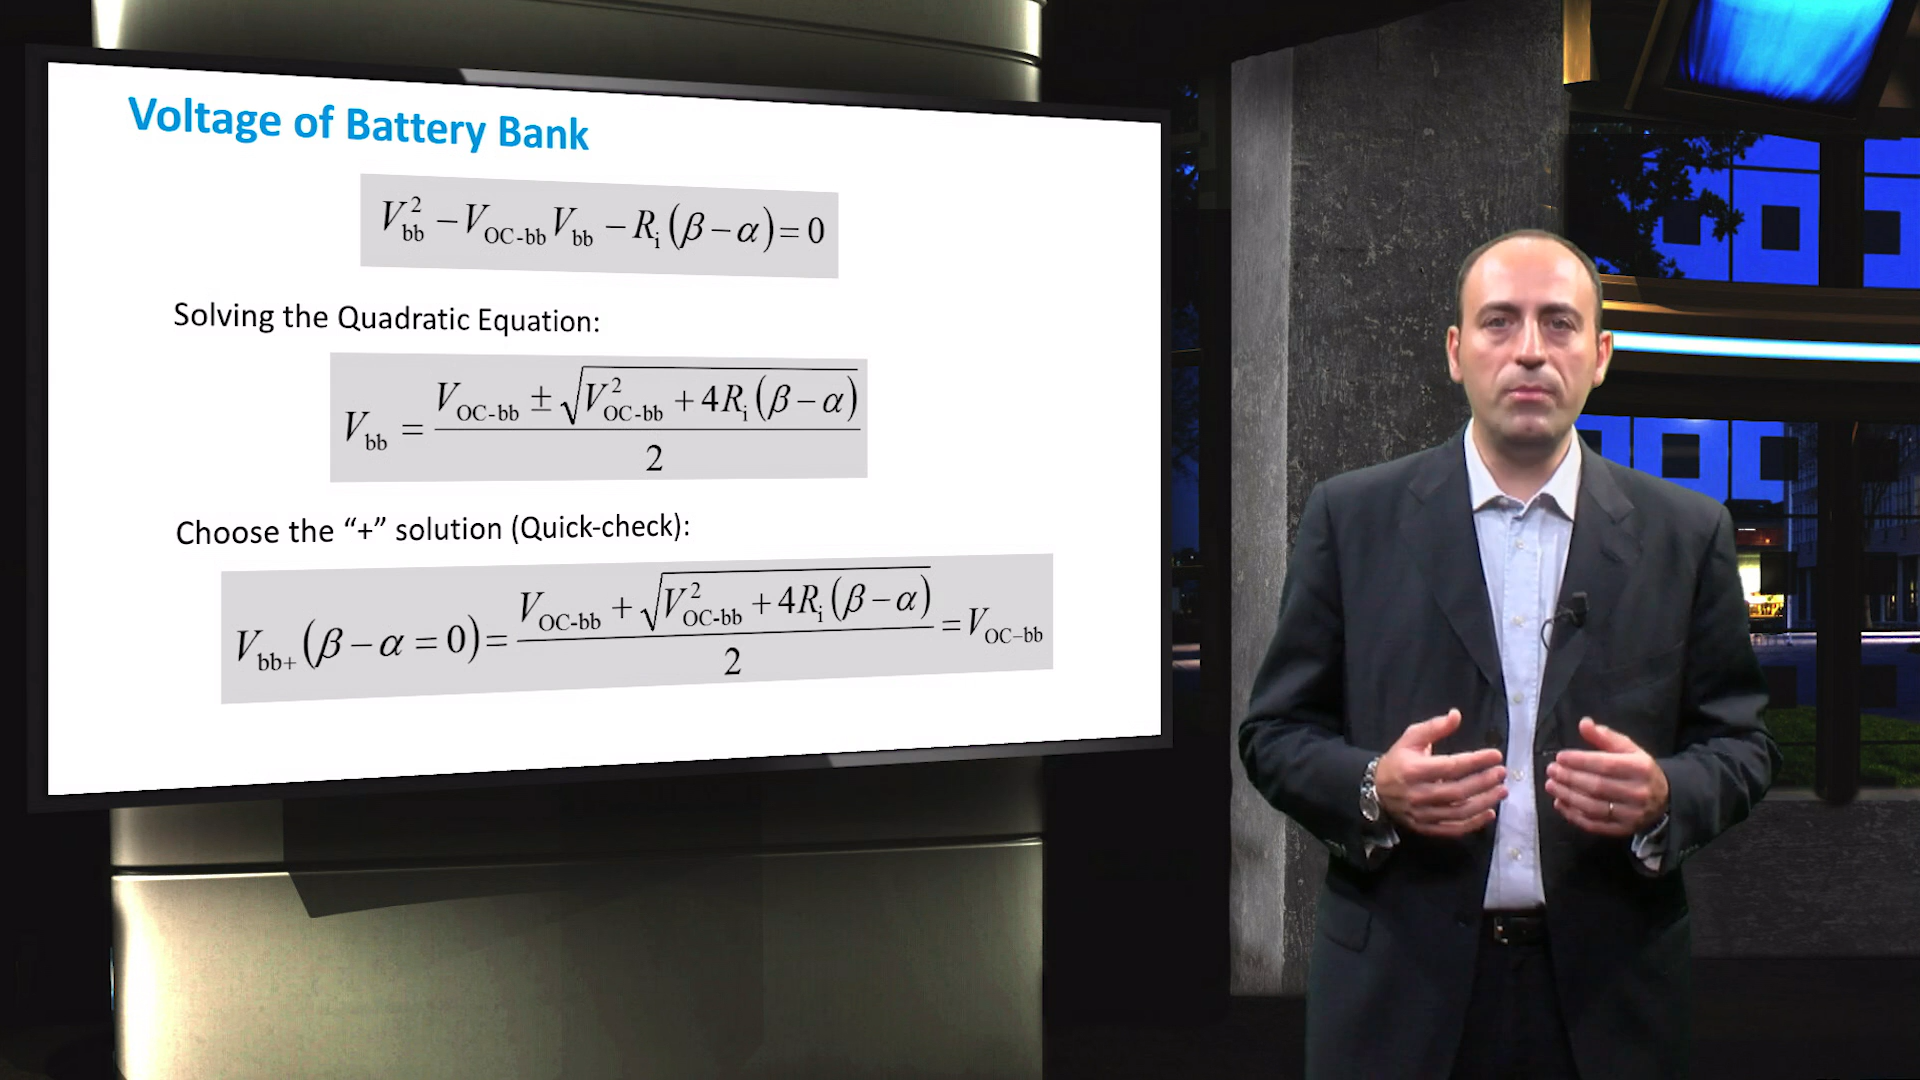 Voltage of Battery Bank
V_bb^2 − V_OC-bb V_bb − R_i (β − α) = 0
Solving the Quadratic Equation:
V_bb = (V_OC-bb ± √(V_OC-bb^2 + 4R_i (β − α))) / 2
Choose the “+” solution (Quick-check):
V_bb+ (β − α = 0) = (V_OC-bb + √(V_OC-bb^2 + 4R_i (β − α))) / 2 = V_OC−bb